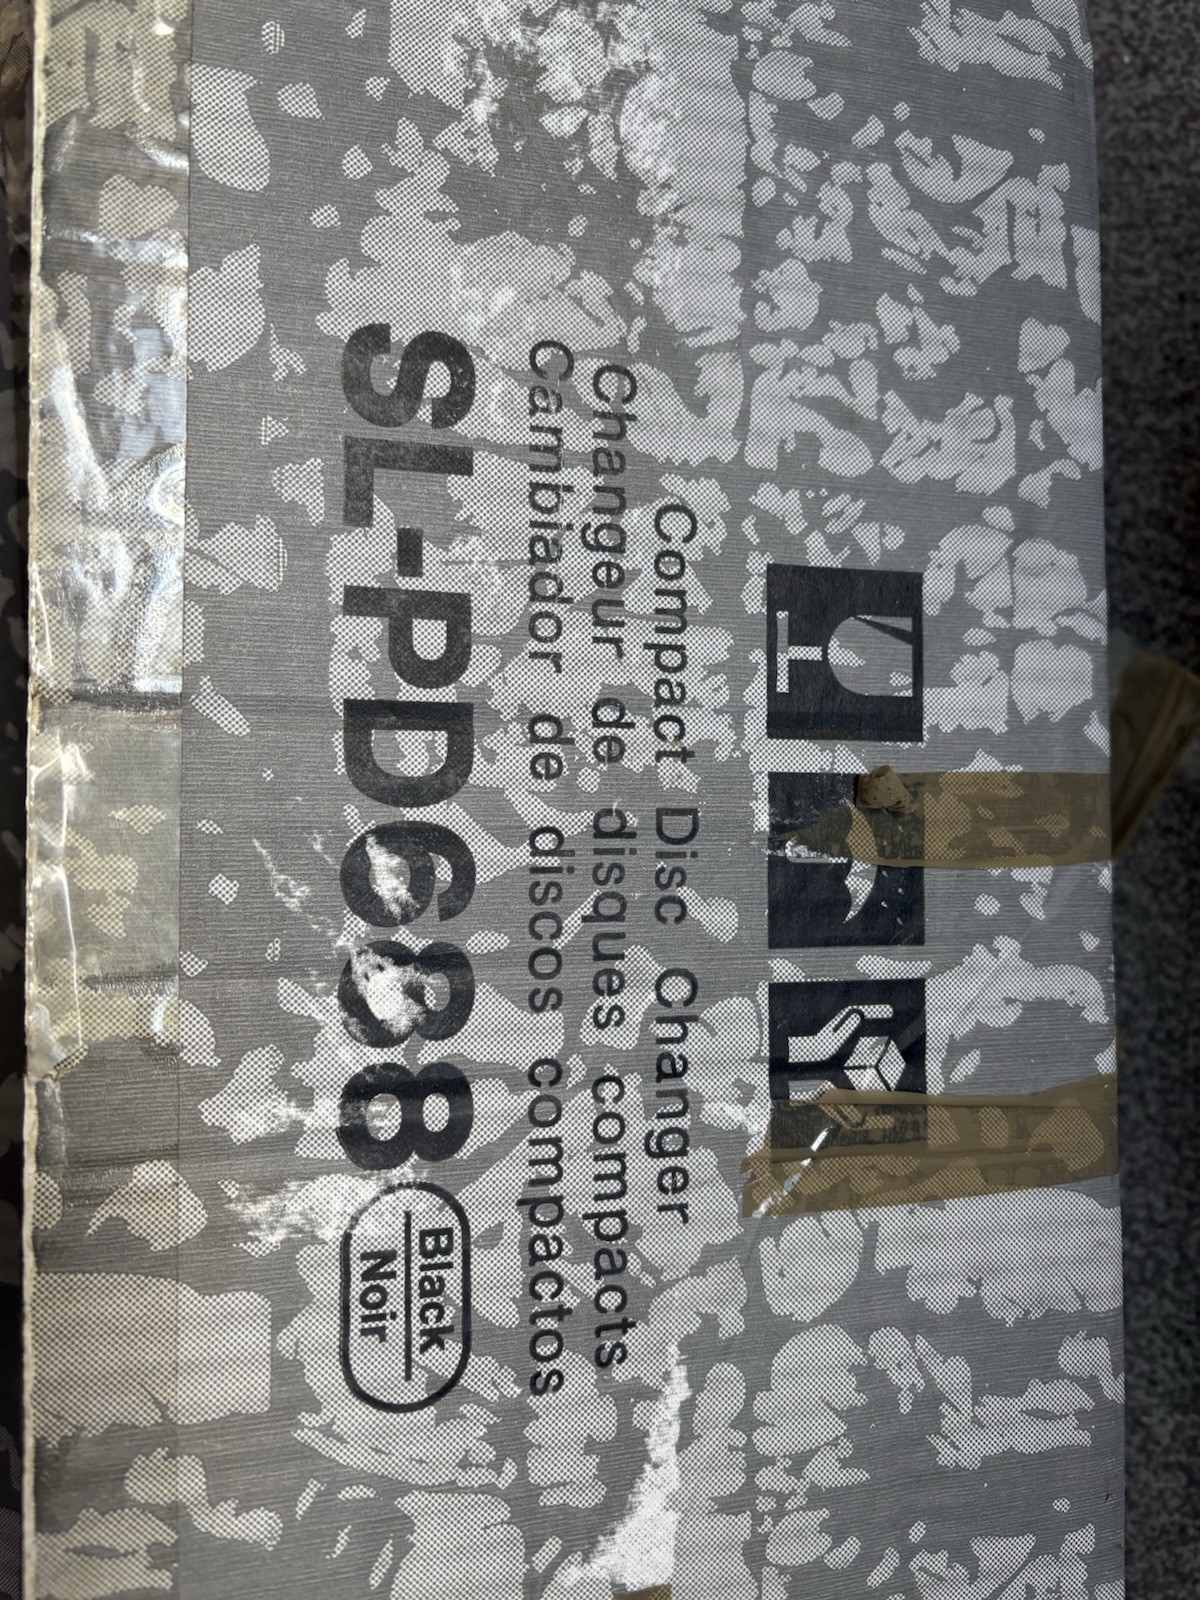 Compact Disc Changer
Changeur de disques compacts
Cambiador de discos compactos
SL-PD688
Black
Noir